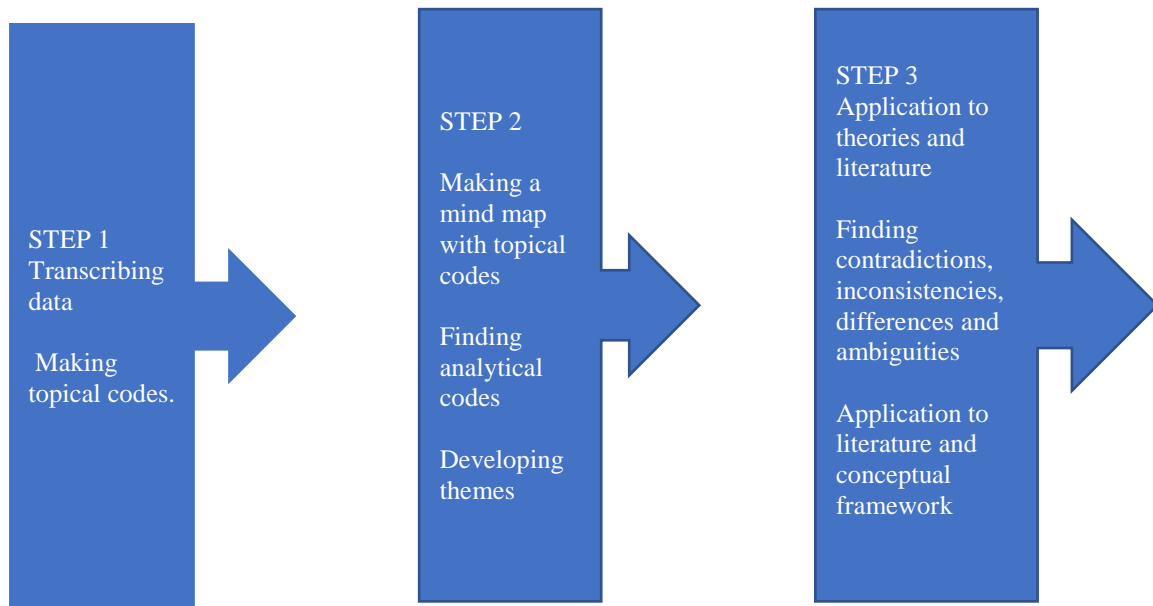 STEP 1
Transcribing
data
Making
topical codes.
STEP 2
Making a
mind map
with topical
codes
Finding
analytical
codes
Developing
themes
STEP 3
Application to
theories and
literature
Finding
contradictions,
inconsistencies,
differences and
ambiguities
Application to
literature and
conceptual
framework